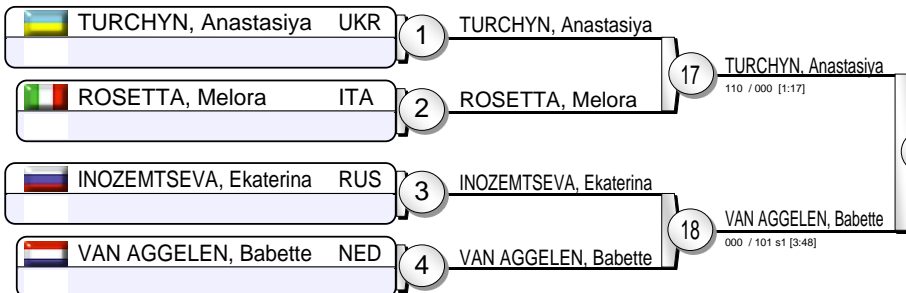 TURCHYN, Anastasiya UKR 1 TURCHYN, Anastasiya
17 TURCHYN, Anastasiya
110 / 000 [1:17]
ROSETTA, Melora ITA 2 ROSETTA, Melora
INOZEMTSEVA, Ekaterina RUS 3 INOZEMTSEVA, Ekaterina
18 VAN AGGELEN, Babette
000 / 101 s1 [3:48]
VAN AGGELEN, Babette NED 4 VAN AGGELEN, Babette